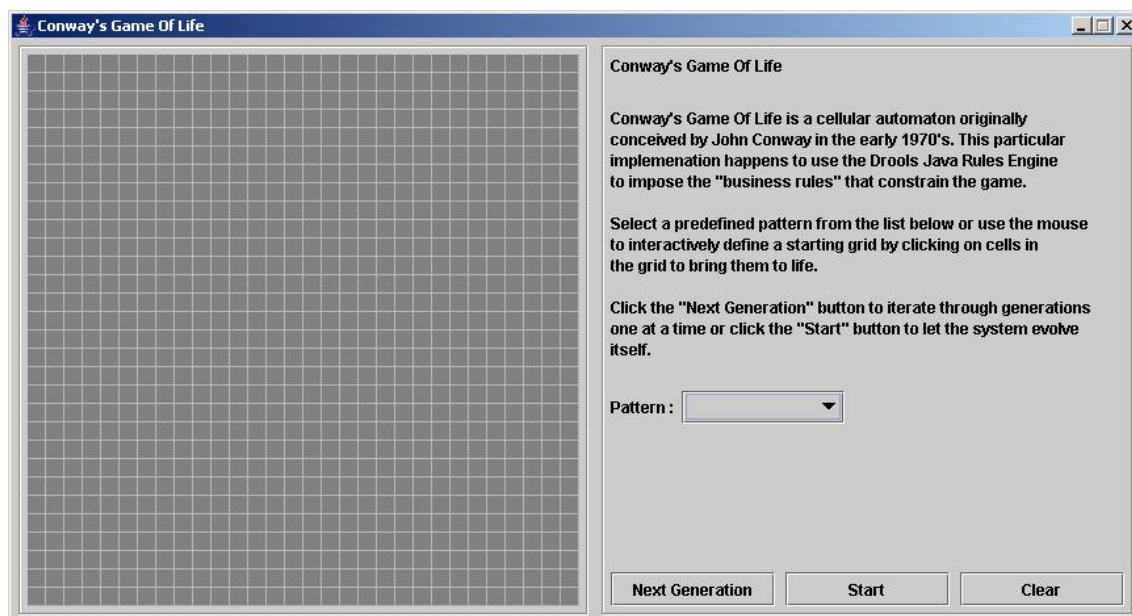 Conway's Game Of Life
Conway's Game Of Life
Conway's Game Of Life is a cellular automaton originally
conceived by John Conway in the early 1970's. This particular
implemenation happens to use the Drools Java Rules Engine
to impose the "business rules" that constrain the game.
Select a predefined pattern from the list below or use the mouse
to interactively define a starting grid by clicking on cells in
the grid to bring them to life.
Click the "Next Generation" button to iterate through generations
one at a time or click the "Start" button to let the system evolve
itself.
Pattern :
Next Generation
Start
Clear